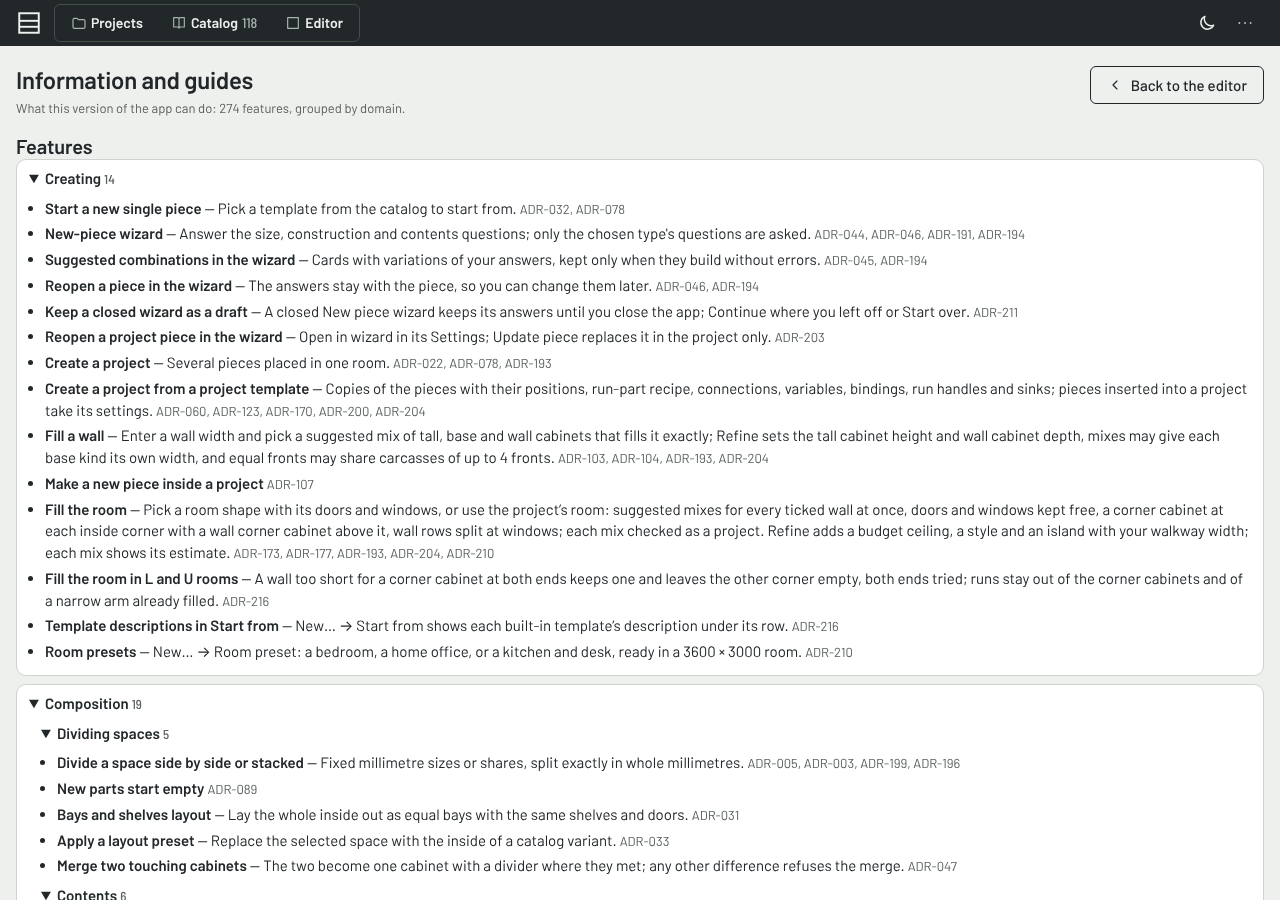 Projects
Catalog 118
Editor
Information and guides
Back to the editor
What this version of the app can do: 274 features, grouped by domain.
Features
Creating 14
Start a new single piece — Pick a template from the catalog to start from. ADR-032, ADR-078
New-piece wizard — Answer the size, construction and contents questions; only the chosen type's questions are asked. ADR-044, ADR-046, ADR-191, ADR-194
Suggested combinations in the wizard — Cards with variations of your answers, kept only when they build without errors. ADR-045, ADR-194
Reopen a piece in the wizard — The answers stay with the piece, so you can change them later. ADR-046, ADR-194
Keep a closed wizard as a draft — A closed New piece wizard keeps its answers until you close the app; Continue where you left off or Start over. ADR-211
Reopen a project piece in the wizard — Open in wizard in its Settings; Update piece replaces it in the project only. ADR-203
Create a project — Several pieces placed in one room. ADR-022, ADR-078, ADR-193
Create a project from a project template — Copies of the pieces with their positions, run-part recipe, connections, variables, bindings, run handles and sinks; pieces inserted into a project
take its settings. ADR-060, ADR-123, ADR-170, ADR-200, ADR-204
Fill a wall — Enter a wall width and pick a suggested mix of tall, base and wall cabinets that fills it exactly; Refine sets the tall cabinet height and wall cabinet depth, mixes may give each
base kind its own width, and equal fronts may share carcasses of up to 4 fronts. ADR-103, ADR-104, ADR-193, ADR-204
Make a new piece inside a project ADR-107
Fill the room — Pick a room shape with its doors and windows, or use the project’s room: suggested mixes for every ticked wall at once, doors and windows kept free, a corner cabinet at
each inside corner with a wall corner cabinet above it, wall rows split at windows; each mix checked as a project. Refine adds a budget ceiling, a style and an island with your walkway width;
each mix shows its estimate. ADR-173, ADR-177, ADR-193, ADR-204, ADR-210
Fill the room in L and U rooms — A wall too short for a corner cabinet at both ends keeps one and leaves the other corner empty, both ends tried; runs stay out of the corner cabinets and of
a narrow arm already filled. ADR-216
Template descriptions in Start from — New… → Start from shows each built-in template’s description under its row. ADR-216
Room presets — New… → Room preset: a bedroom, a home office, or a kitchen and desk, ready in a 3600 × 3000 room. ADR-210
Composition 19
Dividing spaces 5
Divide a space side by side or stacked — Fixed millimetre sizes or shares, split exactly in whole millimetres. ADR-005, ADR-003, ADR-199, ADR-196
New parts start empty ADR-089
Bays and shelves layout — Lay the whole inside out as equal bays with the same shelves and doors. ADR-031
Apply a layout preset — Replace the selected space with the inside of a catalog variant. ADR-033
Merge two touching cabinets — The two become one cabinet with a divider where they met; any other difference refuses the merge. ADR-047
Contents 6